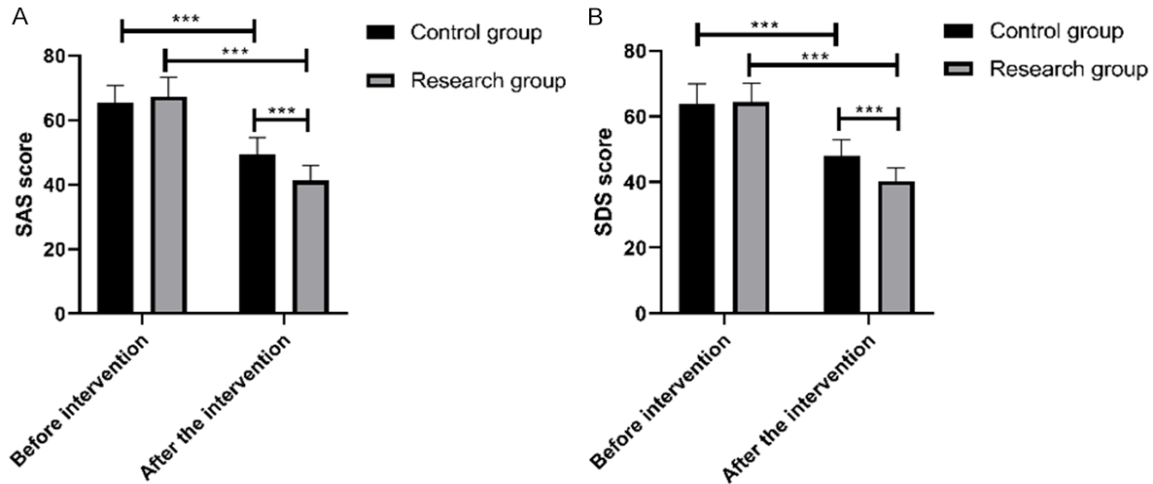 A
***
***
***
Control group
Research group
SAS score
80
60
40
20
0
Before intervention
After the intervention
B
***
***
***
Control group
Research group
SDS score
80
60
40
20
0
Before intervention
After the intervention